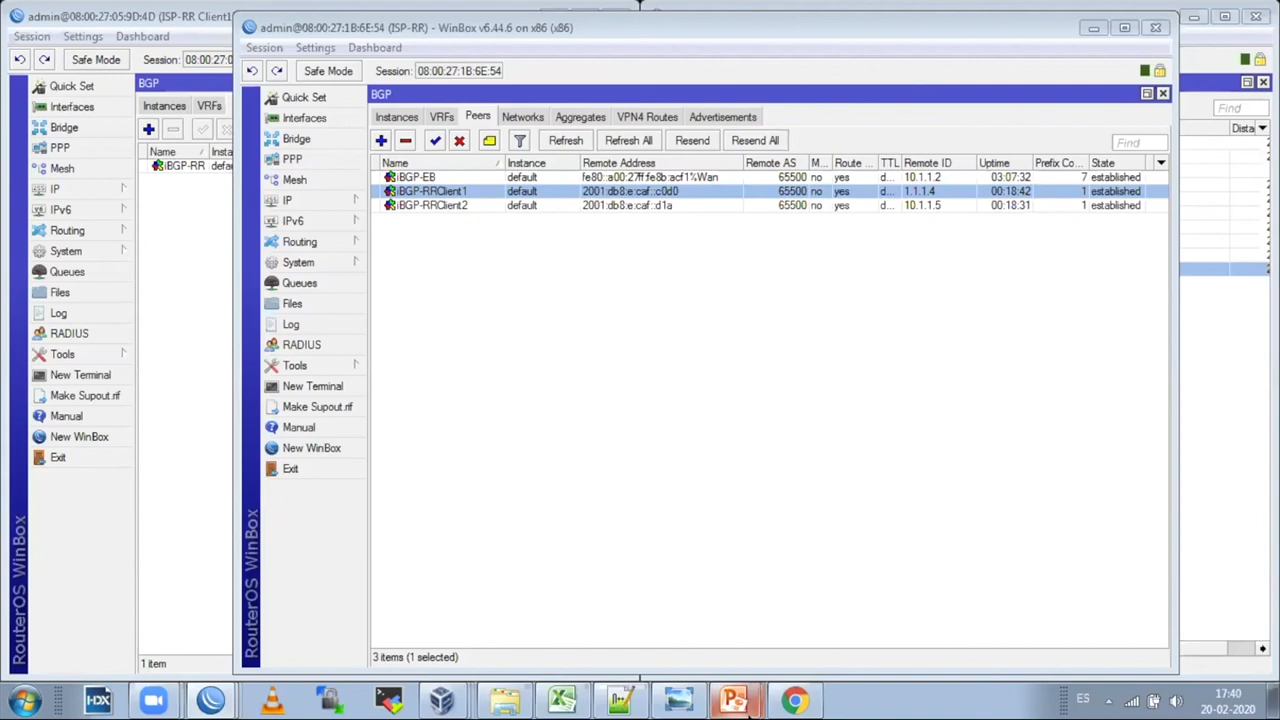 admin@08:00:27:05:9D:4D (ISP-RR Client1
Session Settings Dashboard
Safe Mode Session: 08:00:27:0
Quick Set
Interfaces
Bridge
PPP
Mesh
IP
IPv6
Routing
System
Queues
Files
Log
RADIUS
Tools
New Terminal
Make Supout.rif
Manual
New WinBox
Exit
RouterOS WinBox
BGP
Instances VRFs
Name Insta
iBGP-RR defau
1 item
admin@08:00:27:1B:6E:54 (ISP-RR) - WinBox v6.44.6 on x86 (x86)
Session Settings Dashboard
Safe Mode Session: 08:00:27:1B:6E:54
Quick Set
Interfaces
Bridge
PPP
Mesh
IP
IPv6
Routing
System
Queues
Files
Log
RADIUS
Tools
New Terminal
Make Supout.rif
Manual
New WinBox
Exit
RouterOS WinBox
BGP
Instances VRFs Peers Networks Aggregates VPN4 Routes Advertisements
Refresh Refresh All Resend Resend All Find
Name Instance Remote Address Remote AS M... Route ... TTL Remote ID Uptime Prefix Co... State
iBGP-EB default fe80::a00:27ff:fe8b:acf1%Wan 65500 no yes d... 10.1.1.2 03:07:32 7 established
iBGP-RRClient1 default 2001:db8:e:caf::c0d0 65500 no yes d... 1.1.1.4 00:18:42 1 established
iBGP-RRClient2 default 2001:db8:e:caf::d1a 65500 no yes d... 10.1.1.5 00:18:31 1 established
3 items (1 selected)
Find
Dista
HDX
ES
17:40
20-02-2020